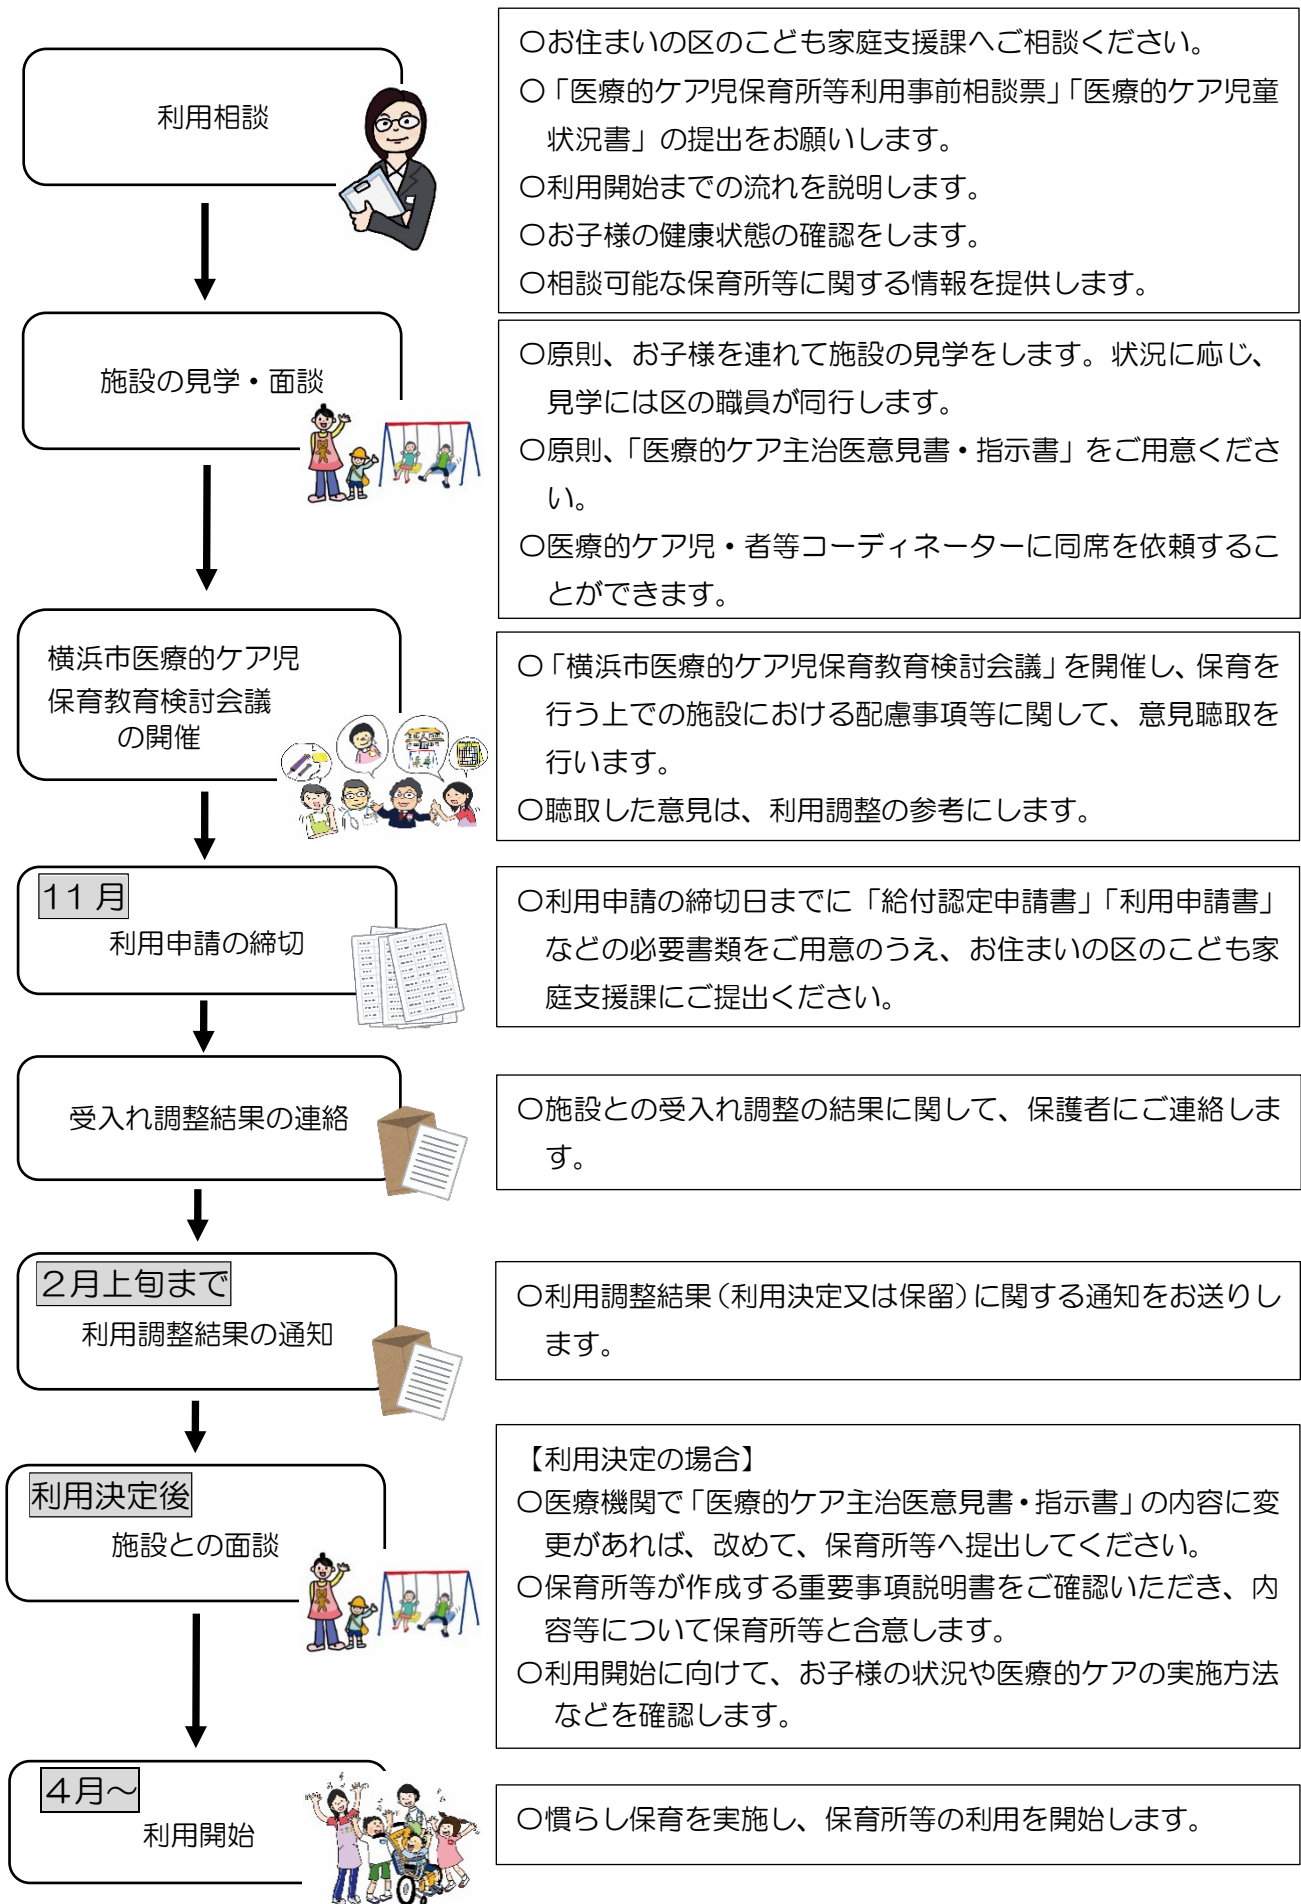 利用相談
〇お住まいの区のこども家庭支援課へご相談ください。
〇「医療的ケア児保育所等利用事前相談票」「医療的ケア児童
状況書」の提出をお願いします。
〇利用開始までの流れを説明します。
〇お子様の健康状態の確認をします。
〇相談可能な保育所等に関する情報を提供します。
施設の見学・面談
〇原則、お子様を連れて施設の見学をします。状況に応じ、
見学には区の職員が同行します。
〇原則、「医療的ケア主治医意見書・指示書」をご用意くださ
い。
〇医療的ケア児・者等コーディネーターに同席を依頼するこ
とができます。
横浜市医療的ケア児
保育教育検討会議
の開催
〇「横浜市医療的ケア児保育教育検討会議」を開催し、保育を
行う上での施設における配慮事項等に関して、意見聴取を
行います。
〇聴取した意見は、利用調整の参考にします。
11月
利用申請の締切
〇利用申請の締切日までに「給付認定申請書」「利用申請書」
などの必要書類をご用意のうえ、お住まいの区のこども家
庭支援課にご提出ください。
受入れ調整結果の連絡
〇施設との受入れ調整の結果に関して、保護者にご連絡しま
す。
２月上旬まで
利用調整結果の通知
〇利用調整結果（利用決定又は保留）に関する通知をお送りし
ます。
利用決定後
施設との面談
【利用決定の場合】
〇医療機関で「医療的ケア主治医意見書・指示書」の内容に変
更があれば、改めて、保育所等へ提出してください。
〇保育所等が作成する重要事項説明書をご確認いただき、内
容等について保育所等と合意します。
〇利用開始に向けて、お子様の状況や医療的ケアの実施方法
などを確認します。
４月～
利用開始
〇慣らし保育を実施し、保育所等の利用を開始します。